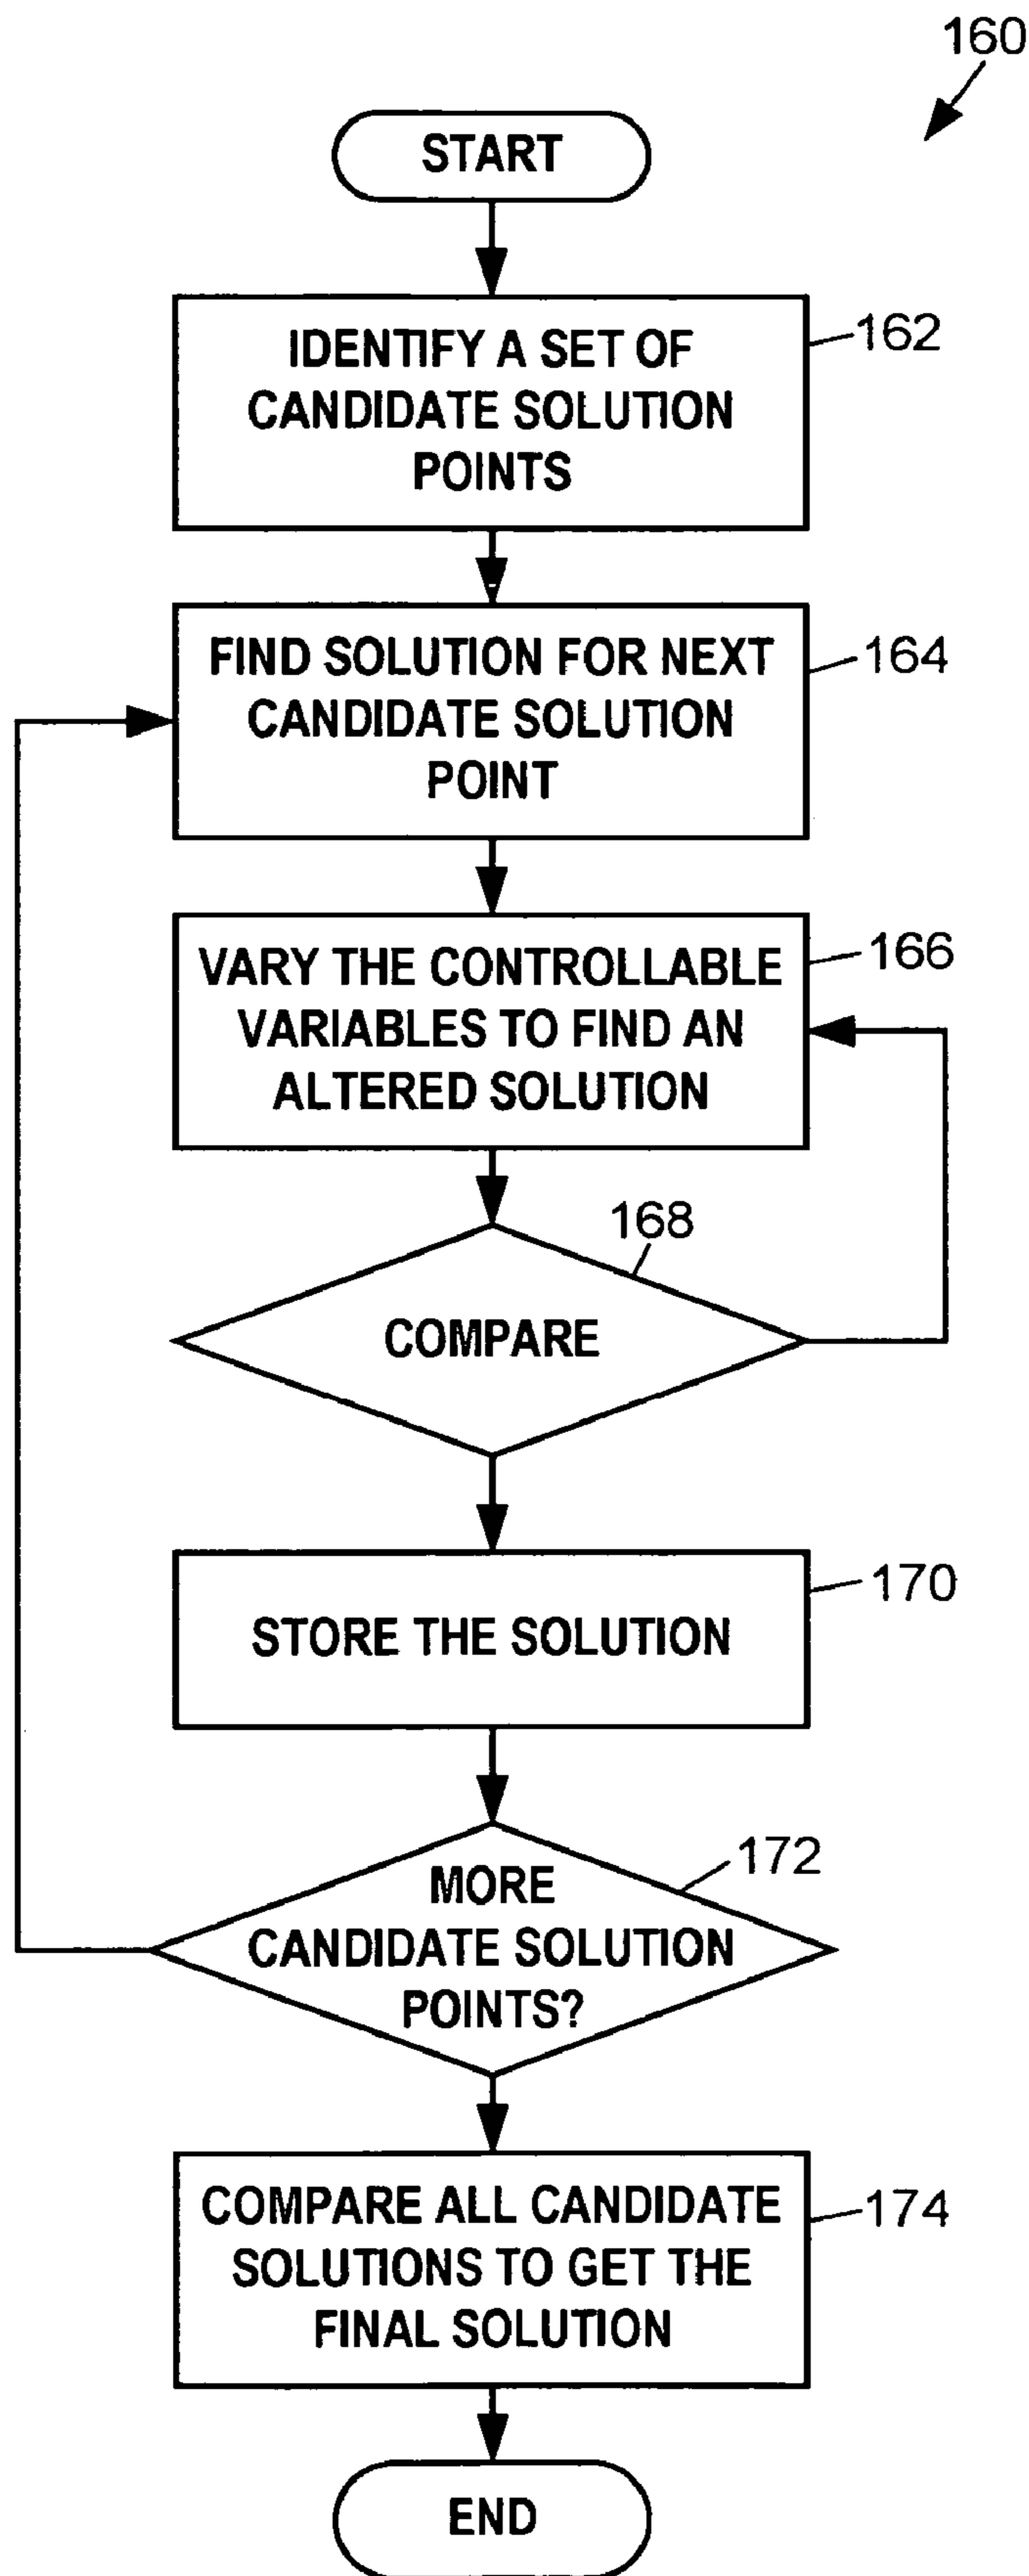 160
START
IDENTIFY A SET OF
CANDIDATE SOLUTION
POINTS
162
FIND SOLUTION FOR NEXT
CANDIDATE SOLUTION
POINT
164
VARY THE CONTROLLABLE
VARIABLES TO FIND AN
ALTERED SOLUTION
166
168
COMPARE
STORE THE SOLUTION
170
MORE
CANDIDATE SOLUTION
POINTS?
172
COMPARE ALL CANDIDATE
SOLUTIONS TO GET THE
FINAL SOLUTION
174
END